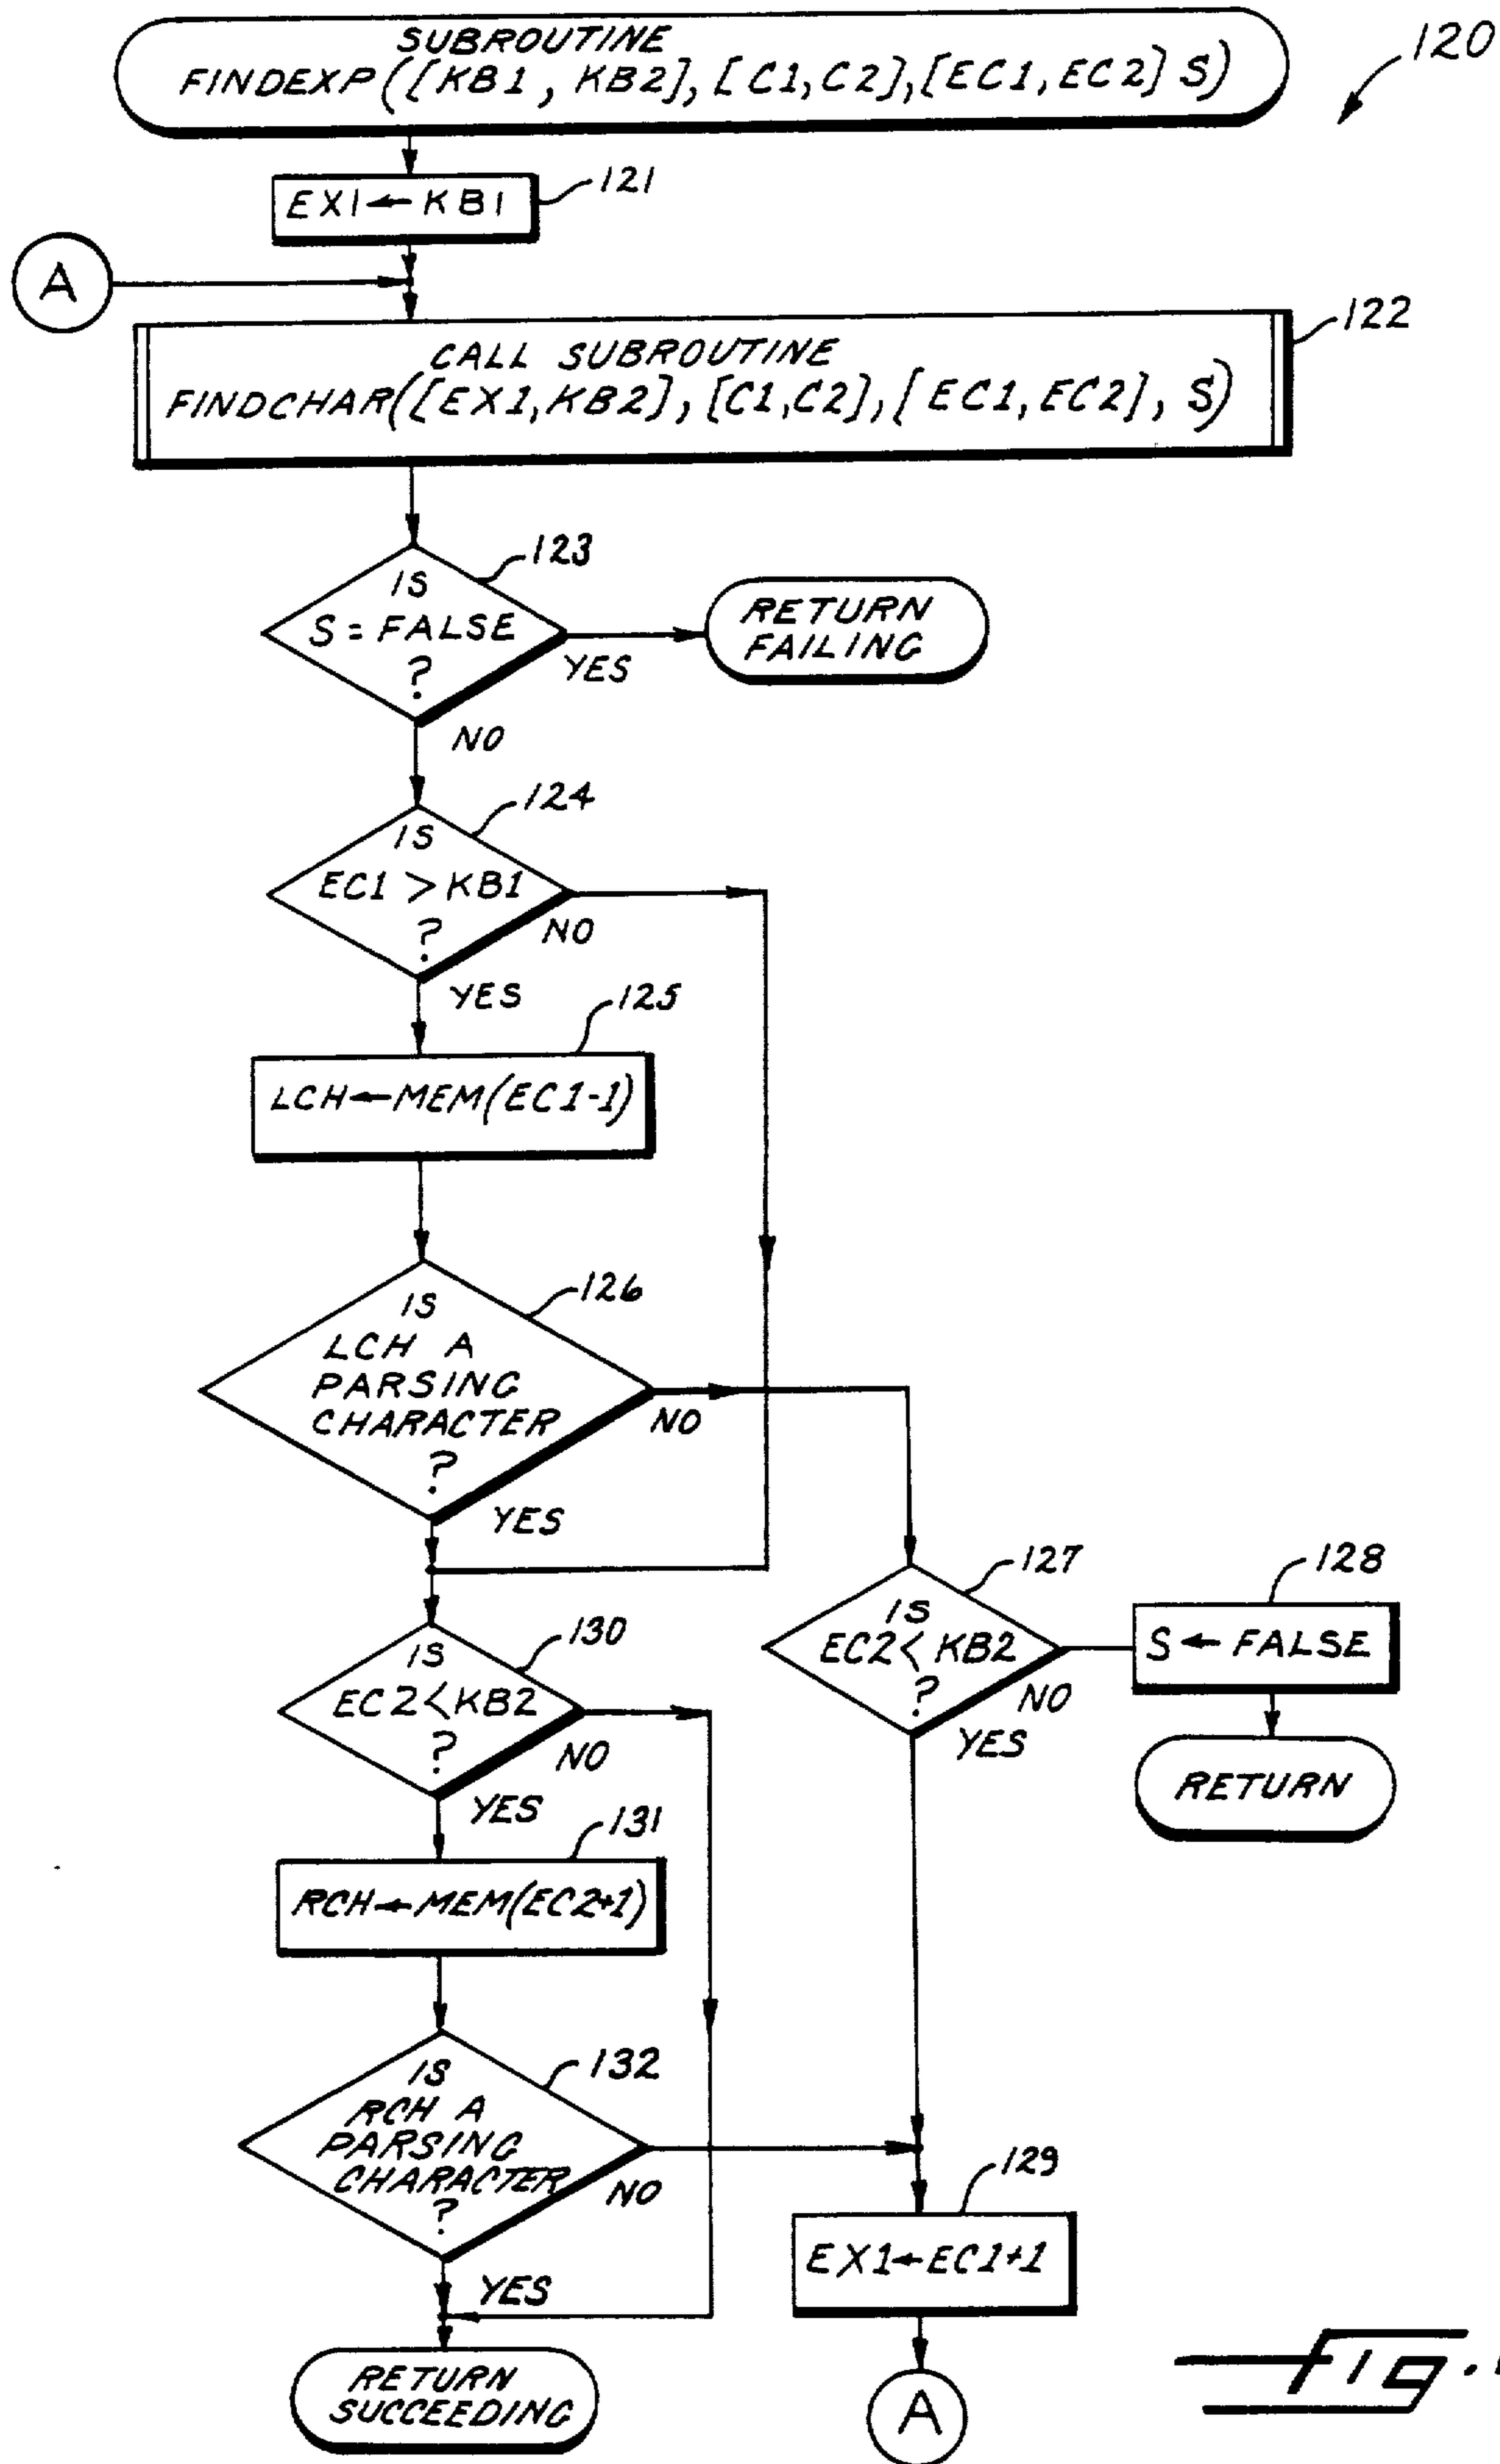 SUBROUTINE
FINDEXP([KB1, KB2], [C1,C2],[EC1,EC2] S)
120
EX1←KB1
121
A
122
CALL SUBROUTINE
FINDCHAR([EX1,KB2],[C1,C2],[EC1,EC2], S)
123
IS
S = FALSE
?
YES
NO
RETURN
FAILING
124
IS
EC1 > KB1
?
NO
YES
125
LCH←MEM(EC1-1)
126
IS
LCH A
PARSING
CHARACTER
?
NO
YES
127
IS
EC2< KB2
?
NO
YES
128
S ← FALSE
RETURN
130
IS
EC2<KB2
?
NO
YES
131
RCH←MEM(EC2+1)
132
IS
RCH A
PARSING
CHARACTER
?
NO
YES
129
EX1←EC1+1
RETURN
SUCCEEDING
A
Fig.